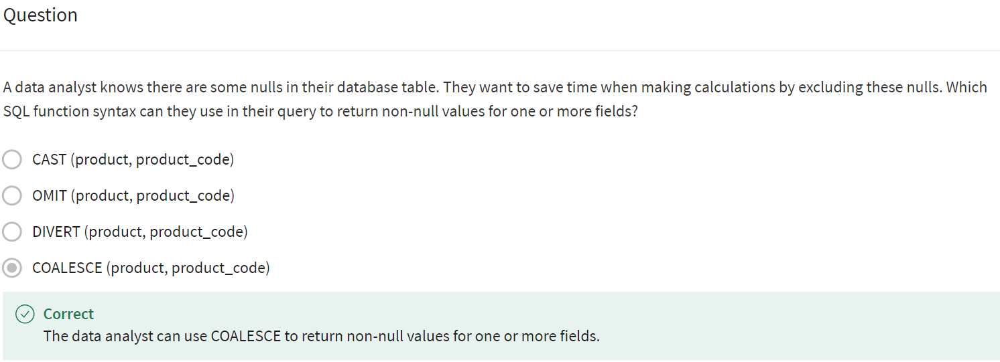 Question
A data analyst knows there are some nulls in their database table. They want to save time when making calculations by excluding these nulls. Which
SQL function syntax can they use in their query to return non-null values for one or more fields?
CAST (product, product_code)
OMIT (product, product_code)
DIVERT (product, product_code)
COALESCE (product, product_code)
Correct
The data analyst can use COALESCE to return non-null values for one or more fields.